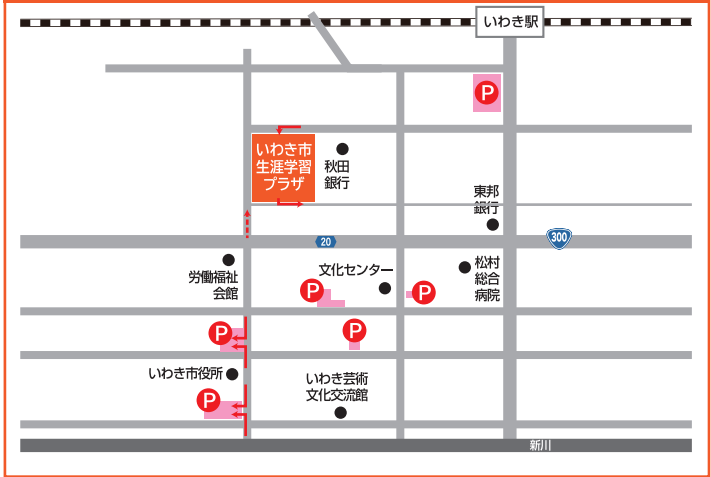 いわき駅
P
いわき市
生涯学習
プラザ
秋田
銀行
東邦
銀行
20
300
労働福祉
会館
文化センター
松村
総合
病院
P
P
P
P
いわき市役所
いわき芸術
文化交流館
P
新川